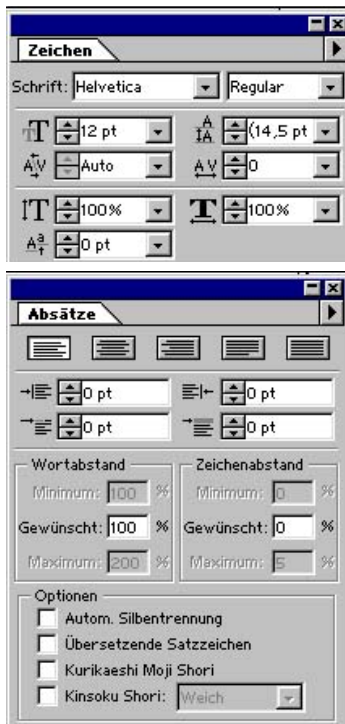 Zeichen
Schrift: Helvetica Regular
12 pt (14,5 pt
Auto 0
100% 100%
0 pt
Absätze
0 pt 0 pt
0 pt 0 pt
Wortabstand Zeichenabstand
Minimum: 100 % Minimum: 0 %
Gewünscht: 100 % Gewünscht: 0 %
Maximum: 200 % Maximum: 5 %
Optionen
Autom. Silbentrennung
Übersetzende Satzzeichen
Kurikaeshi Moji Shori
Kinsoku Shori: Weich